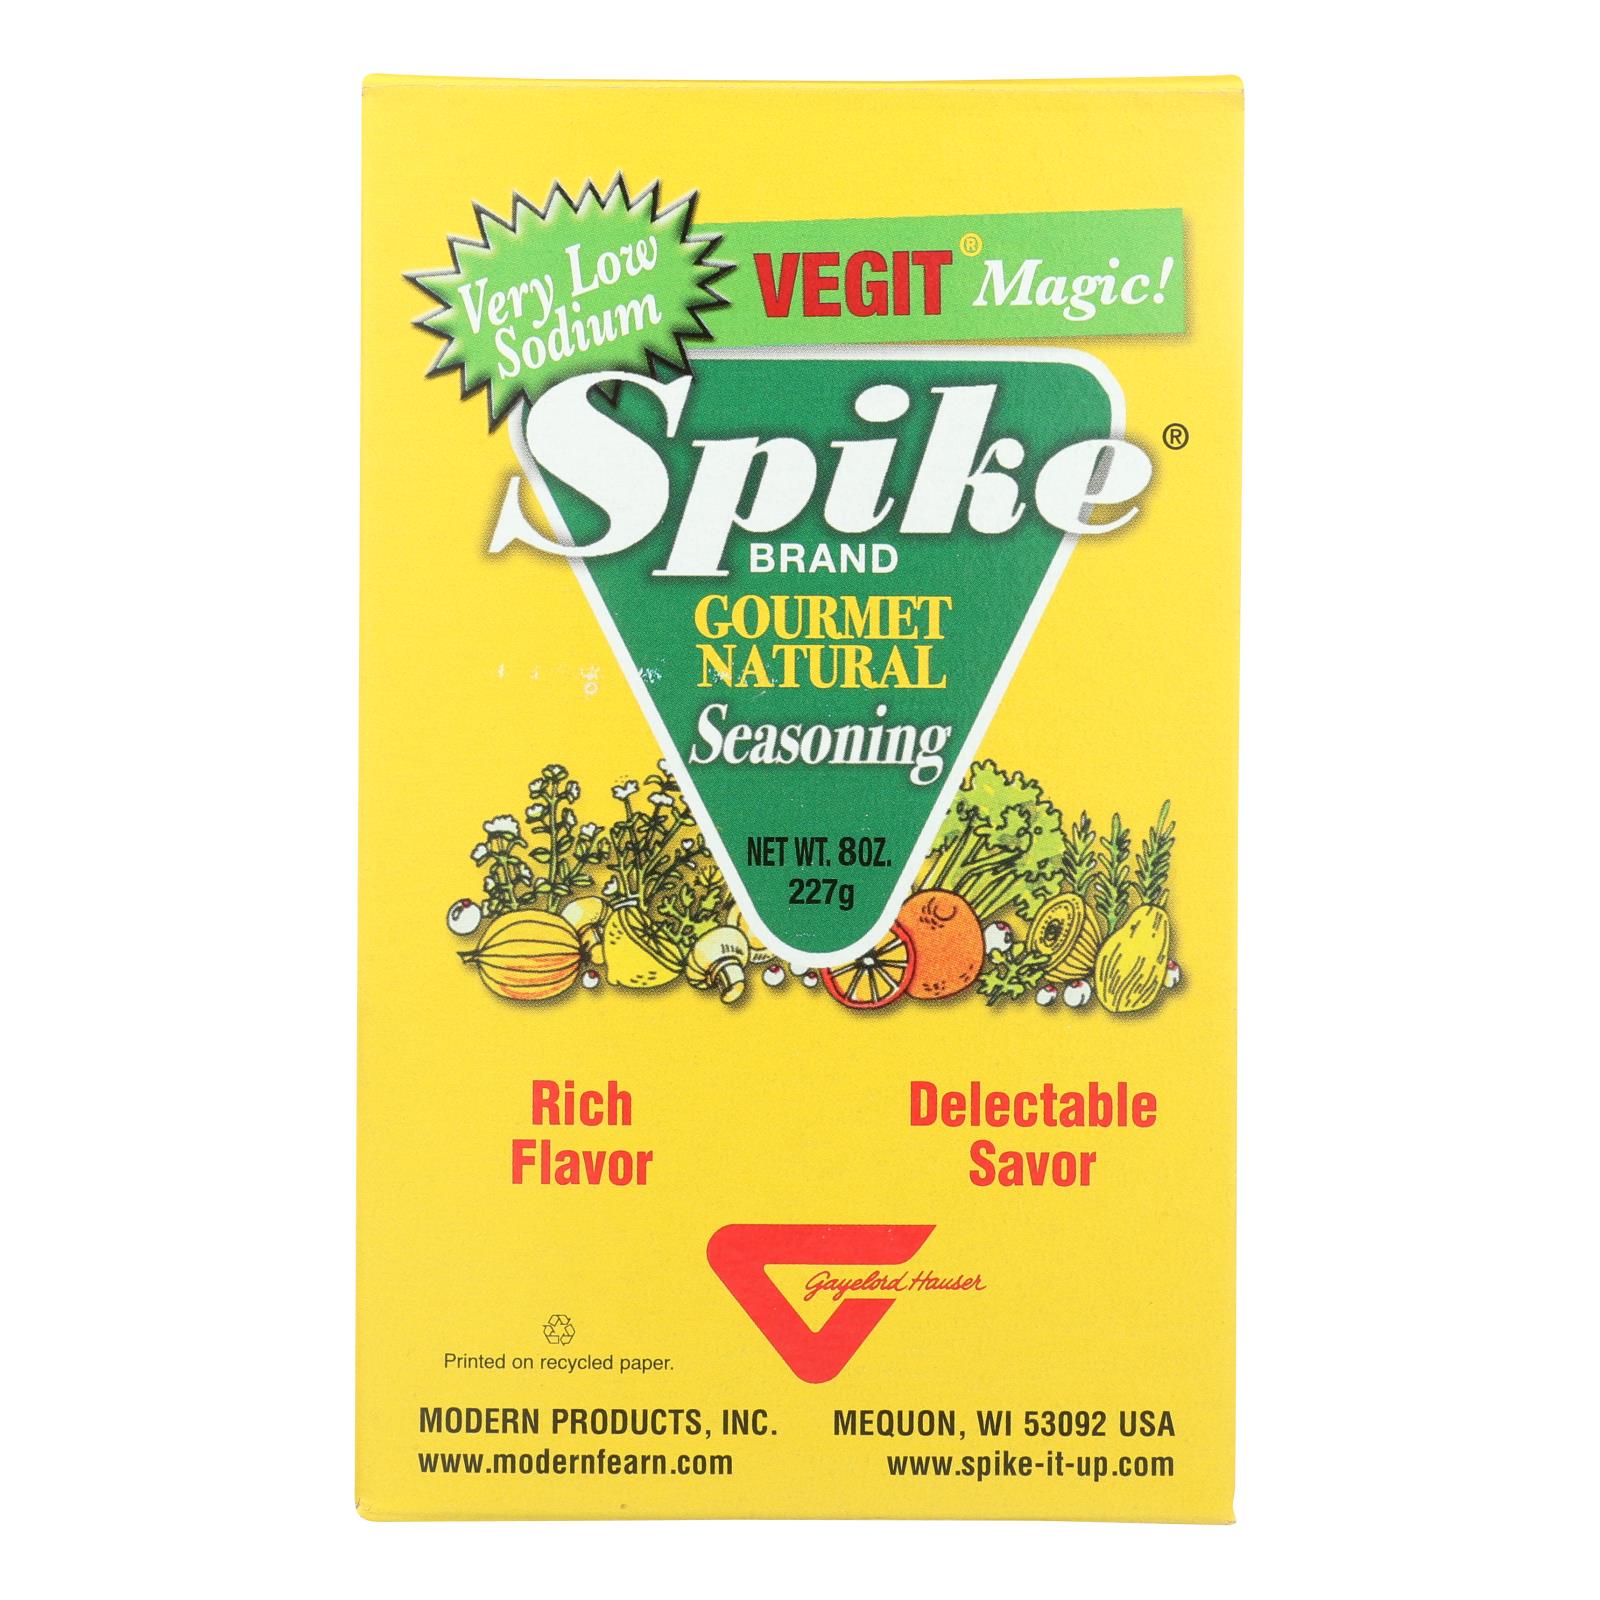 Very Low
Sodium
VEGIT® Magic!
Spike®
BRAND
GOURMET
NATURAL
Seasoning
NET WT. 8OZ.
227g
Rich
Flavor
Delectable
Savor
Gayelord Hauser
Printed on recycled paper.
MODERN PRODUCTS, INC. MEQUON, WI 53092 USA
www.modernfearn.com www.spike-it-up.com